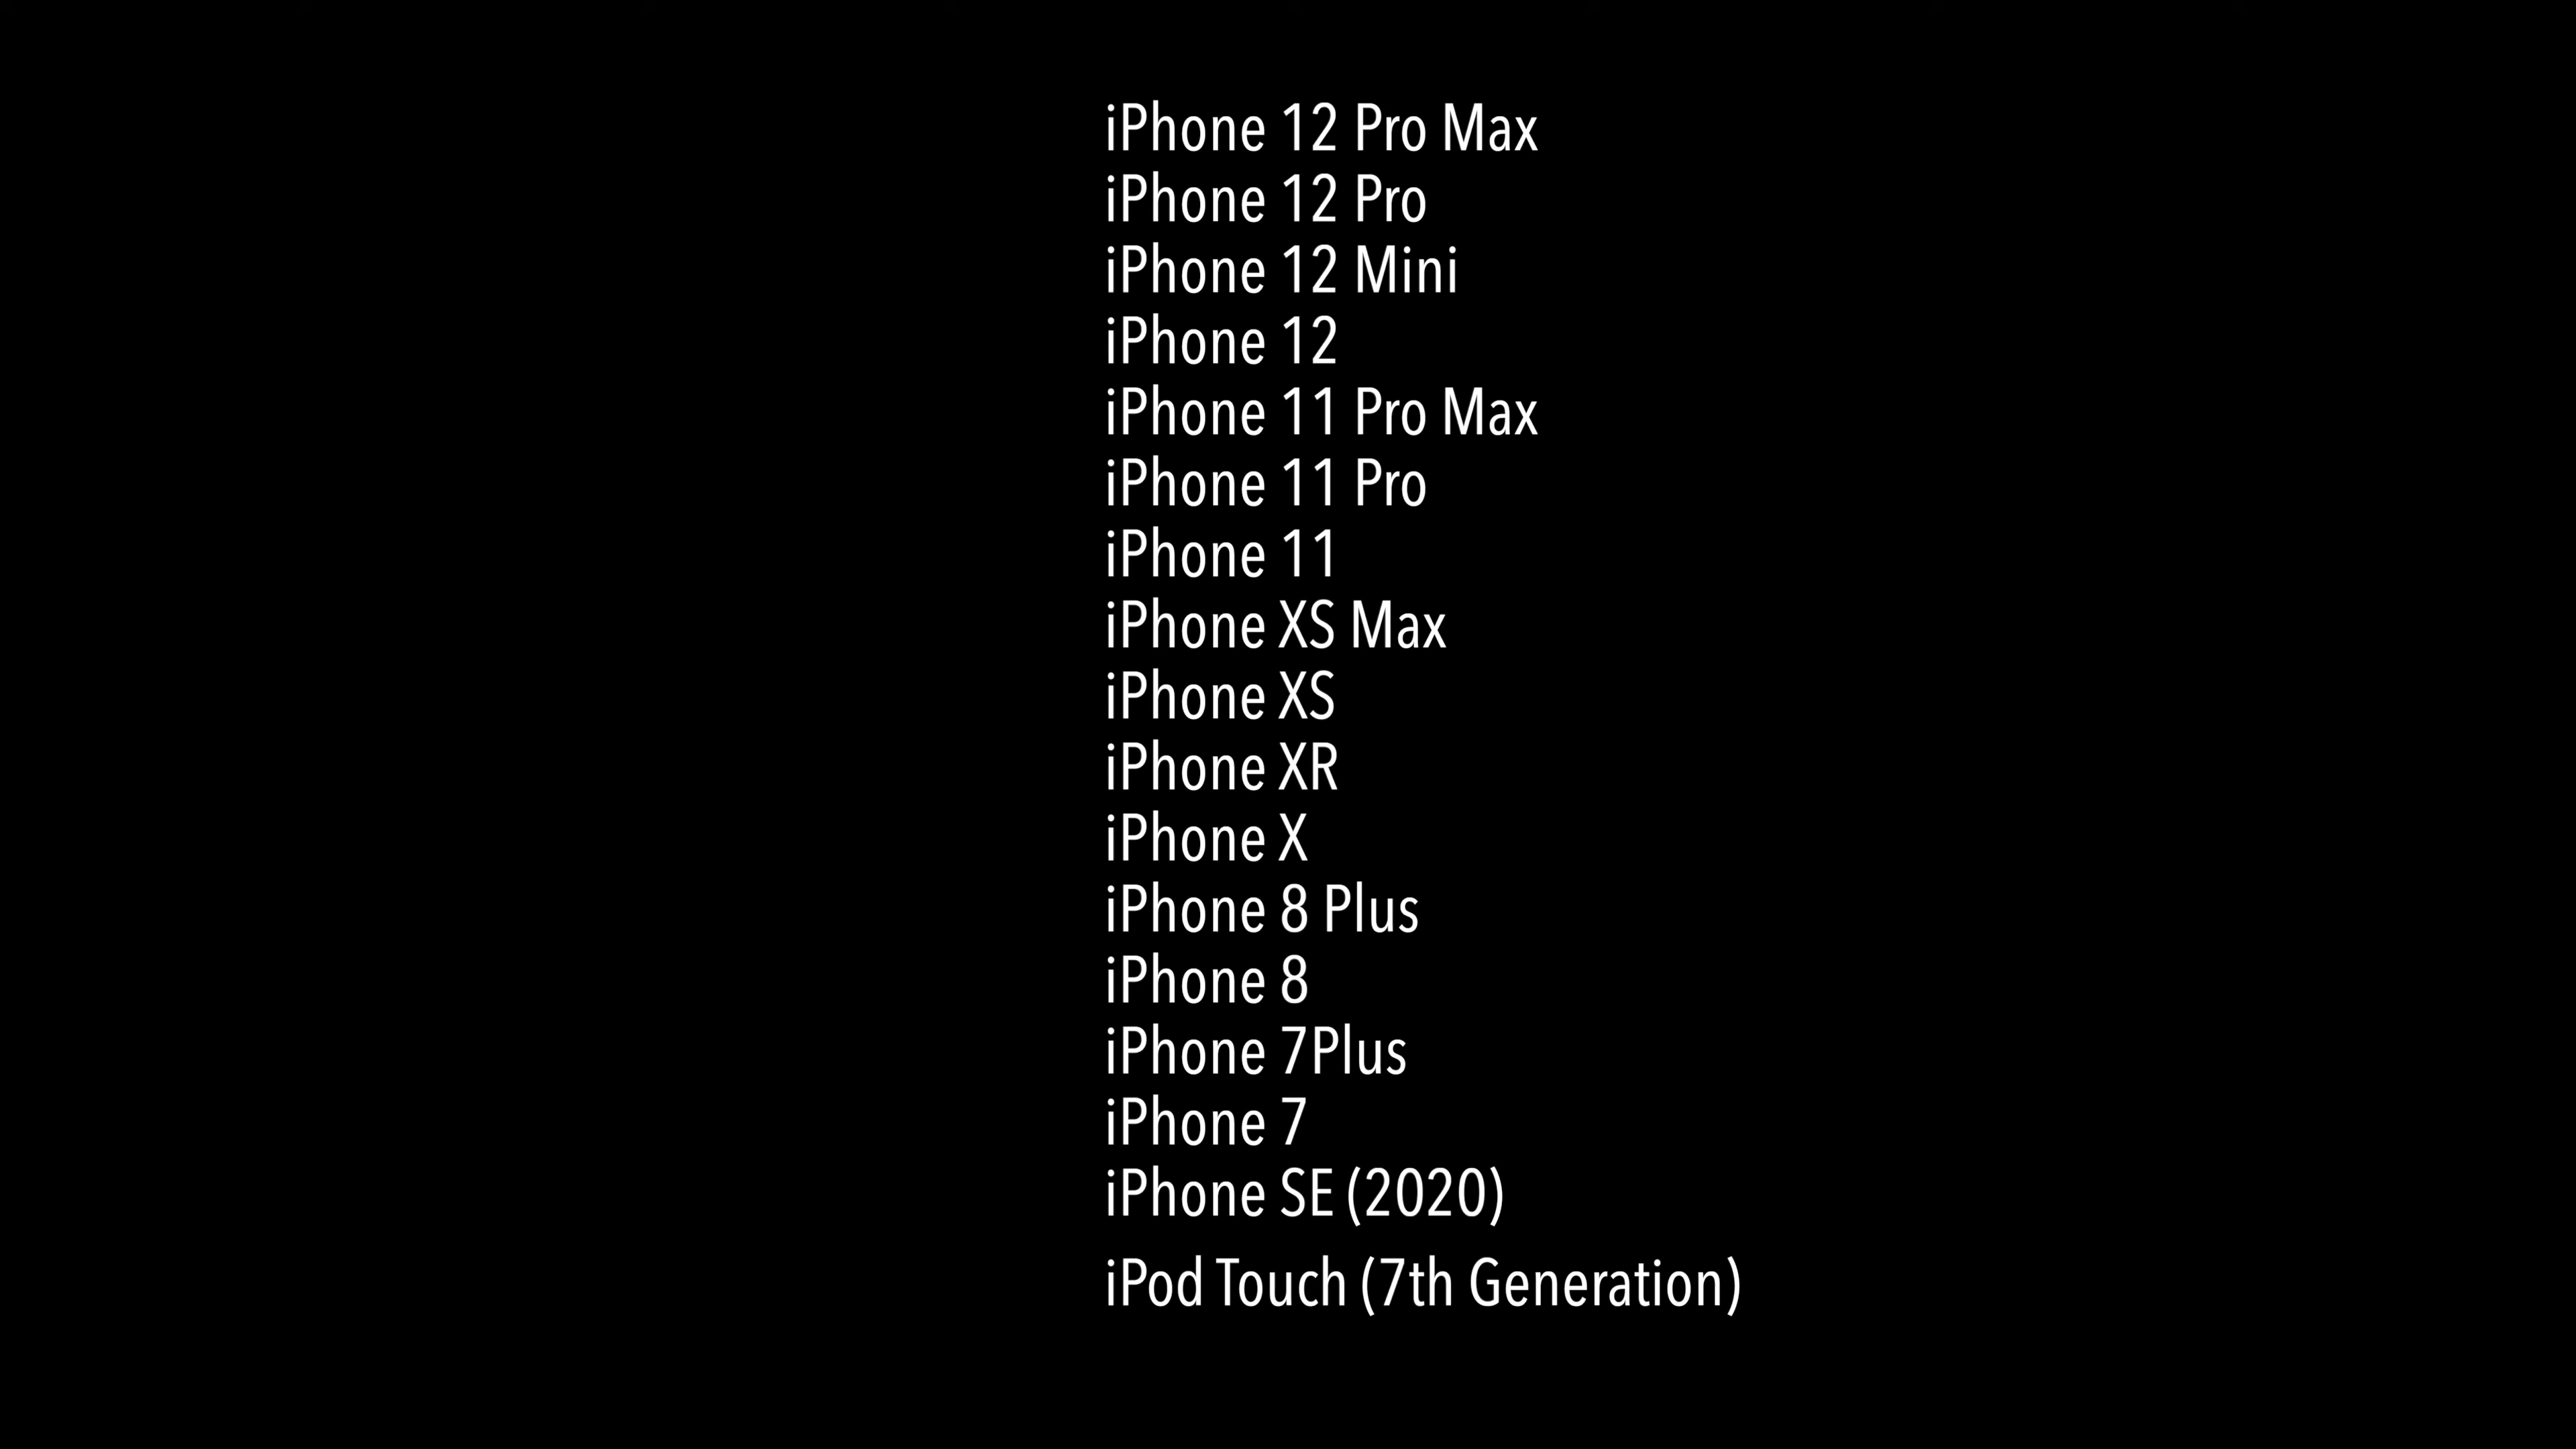 iPhone 12 Pro Max
iPhone 12 Pro
iPhone 12 Mini
iPhone 12
iPhone 11 Pro Max
iPhone 11 Pro
iPhone 11
iPhone XS Max
iPhone XS
iPhone XR
iPhone X
iPhone 8 Plus
iPhone 8
iPhone 7Plus
iPhone 7
iPhone SE (2020)
iPod Touch (7th Generation)